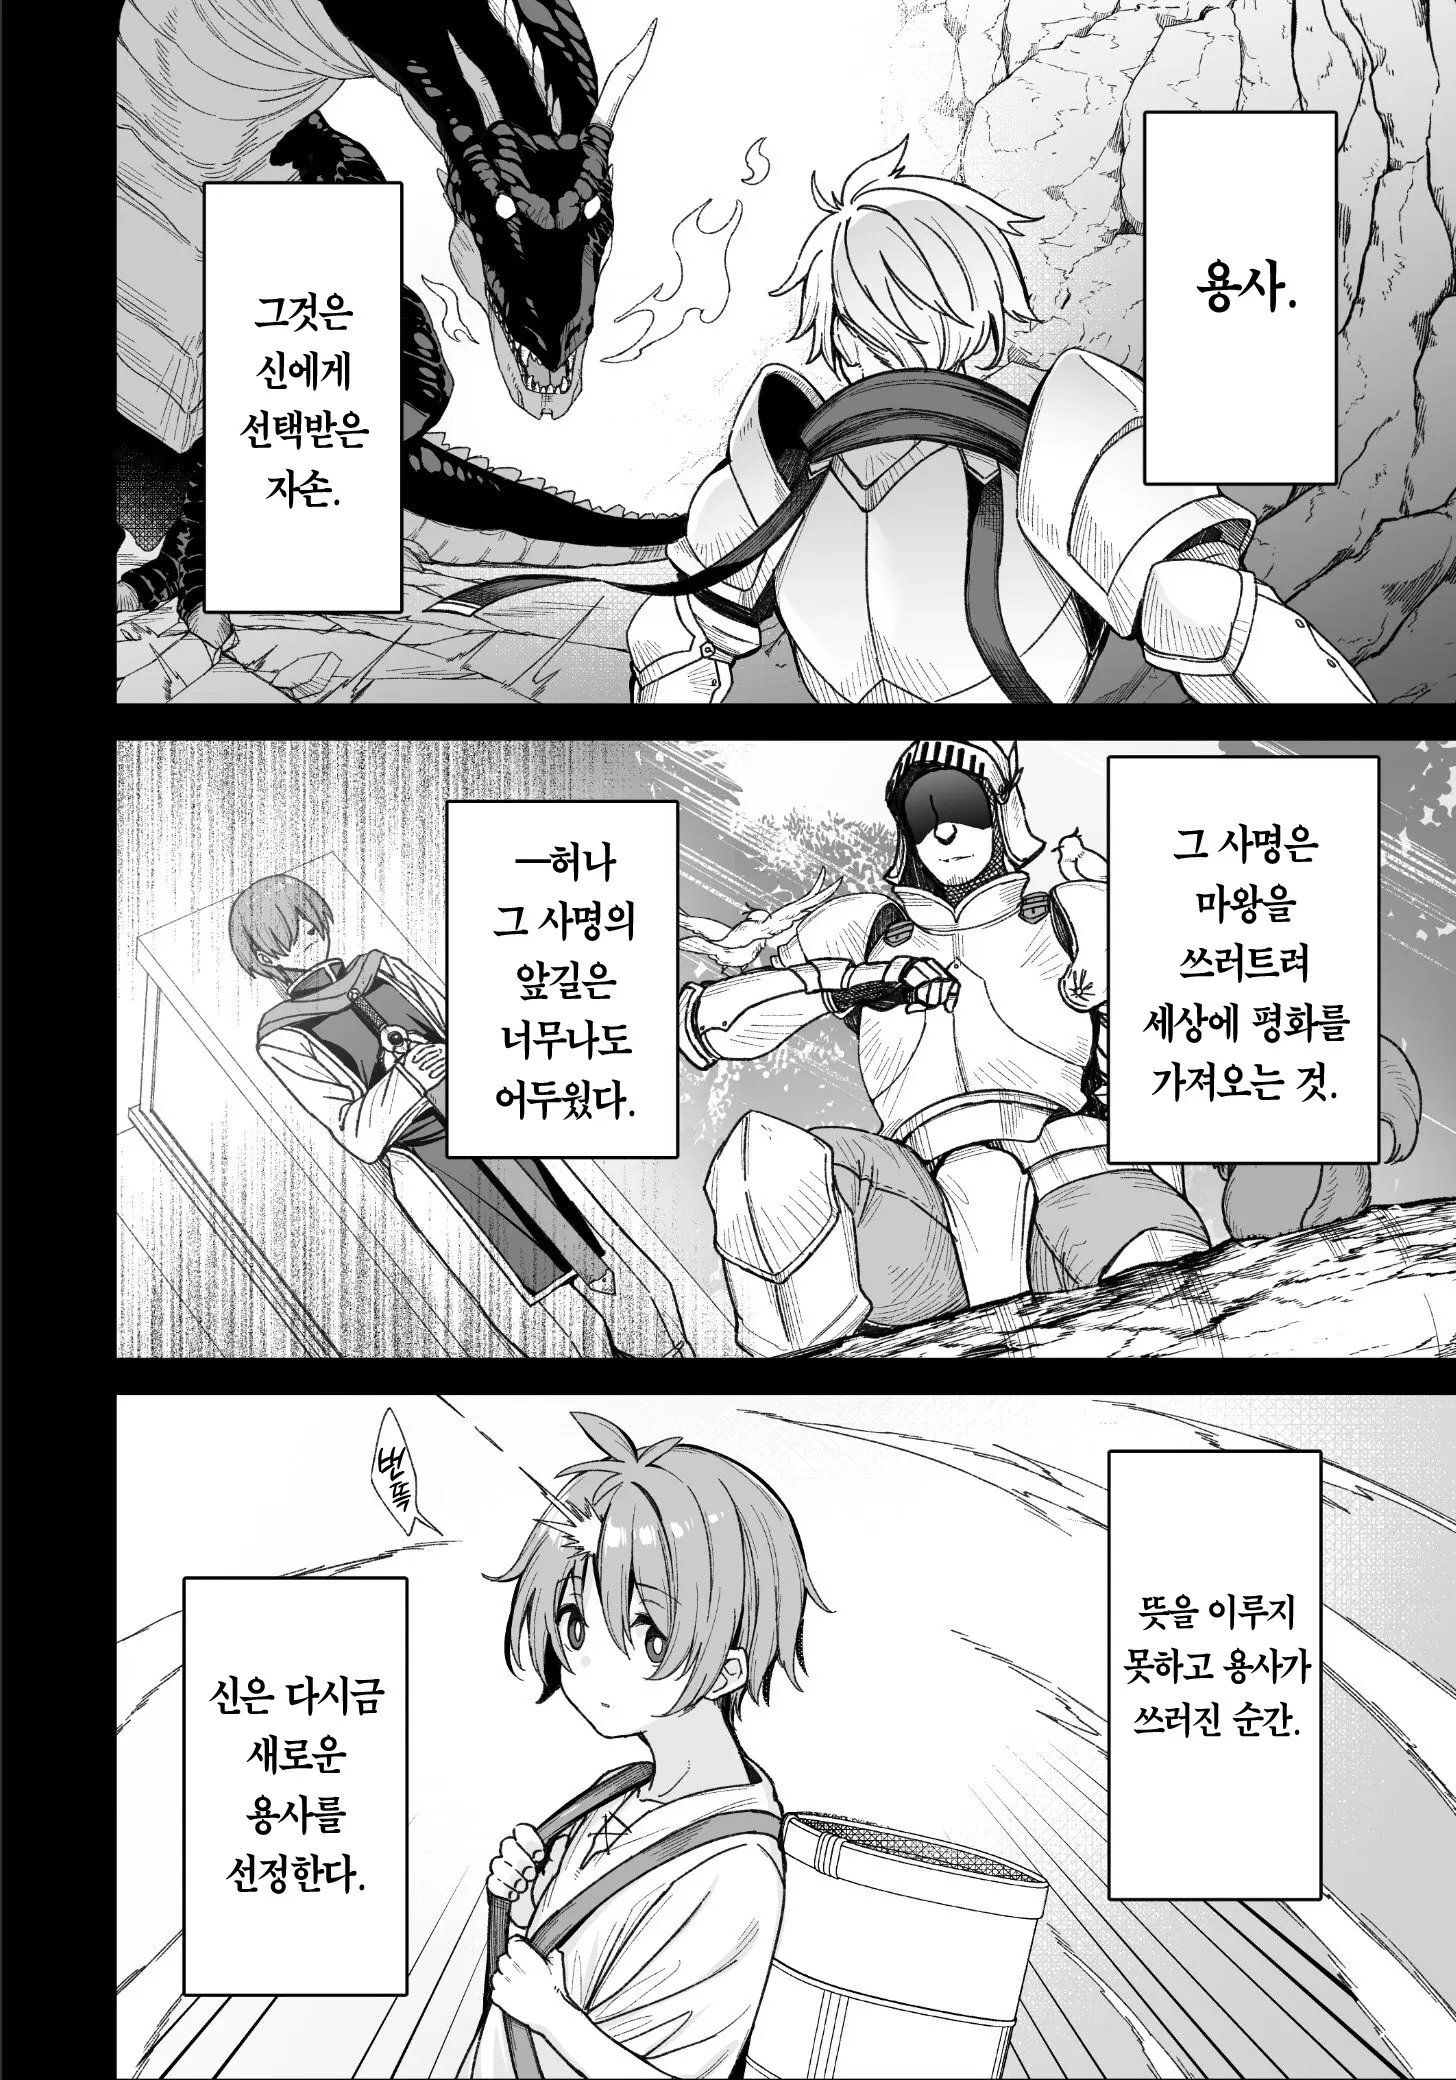 용사.
그것은
신에게
선택받은
자손.
그 사명은
마왕을
쓰러트려
세상에 평화를
가져오는 것.
—허나
그 사명의
앞길은
너무나도
어두웠다.
뜻을 이루지
못하고 용사가
쓰러진 순간.
번뜩
신은 다시금
새로운
용사를
선정한다.